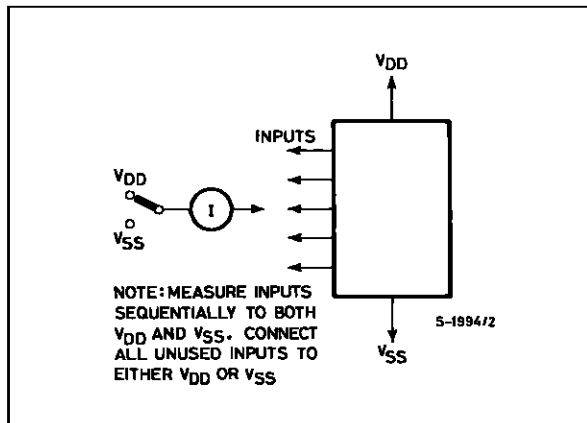 VDD
INPUTS
VDD
I
VSS
NOTE: MEASURE INPUTS
SEQUENTIALLY TO BOTH
VDD AND VSS. CONNECT
ALL UNUSED INPUTS TO
EITHER VDD OR VSS
S-1994/2
VSS